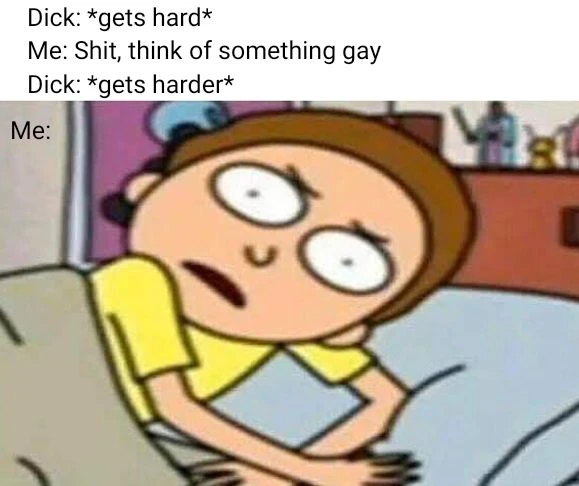 Dick: *gets hard*
Me: Shit, think of something gay
Dick: *gets harder*
Me: